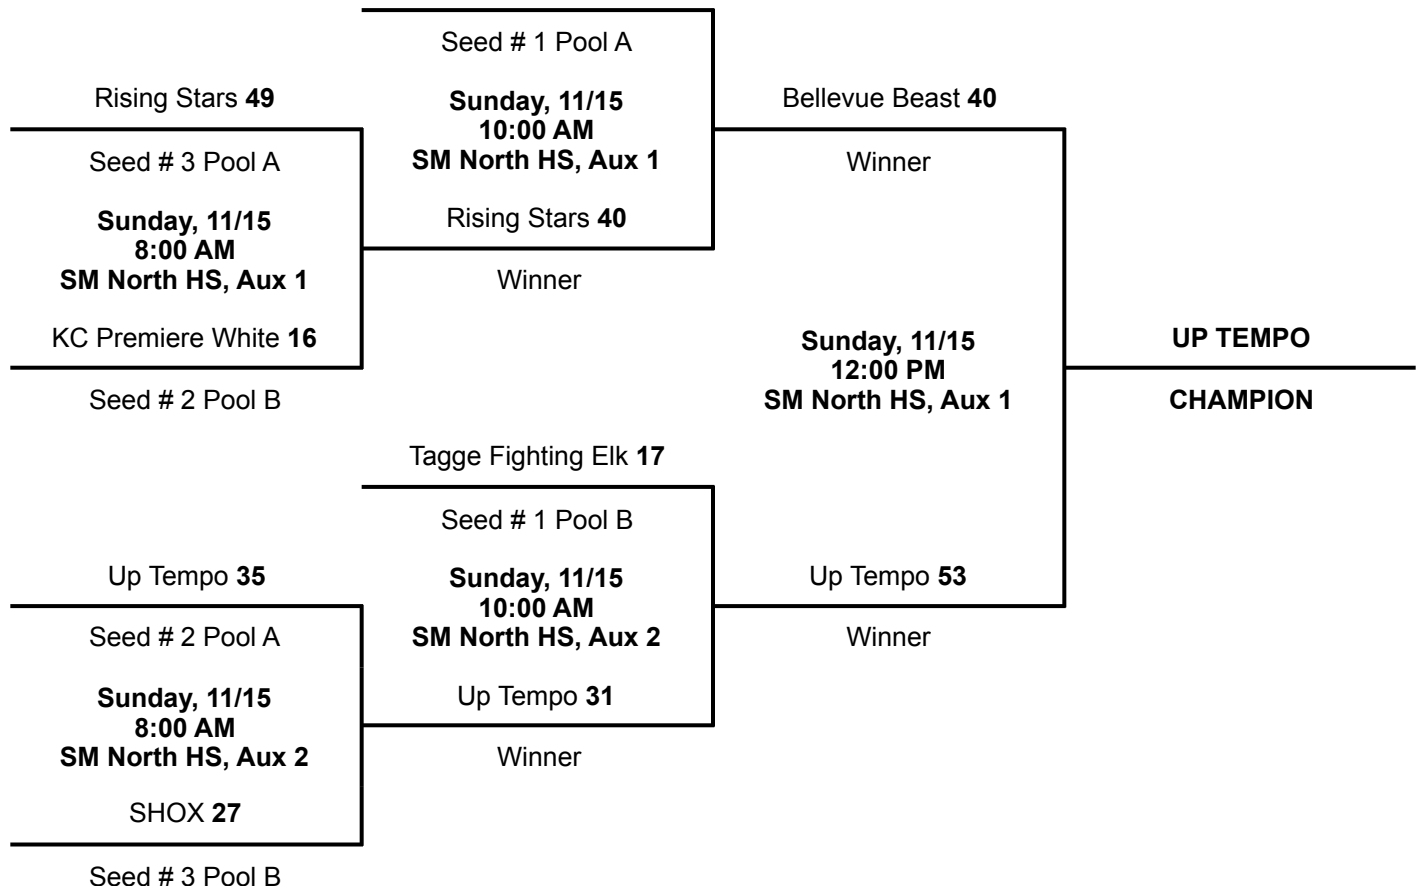 Seed # 1 Pool A
Sunday, 11/15
10:00 AM
SM North HS, Aux 1
Rising Stars 40
Winner
Rising Stars 49
Seed # 3 Pool A
Sunday, 11/15
8:00 AM
SM North HS, Aux 1
KC Premiere White 16
Seed # 2 Pool B
Bellevue Beast 40
Winner
Sunday, 11/15
12:00 PM
SM North HS, Aux 1
UP TEMPO
CHAMPION
Tagge Fighting Elk 17
Seed # 1 Pool B
Sunday, 11/15
10:00 AM
SM North HS, Aux 2
Up Tempo 31
Winner
Up Tempo 35
Seed # 2 Pool A
Sunday, 11/15
8:00 AM
SM North HS, Aux 2
SHOX 27
Seed # 3 Pool B
Up Tempo 53
Winner